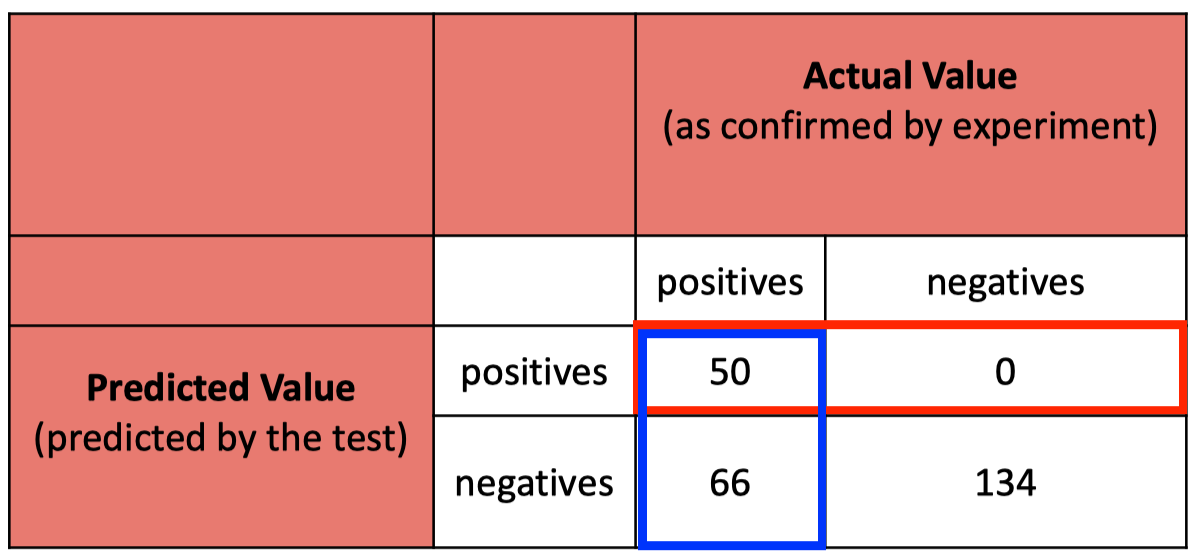 Actual Value
(as confirmed by experiment)
positives negatives
Predicted Value
(predicted by the test)
positives 50 0
negatives 66 134